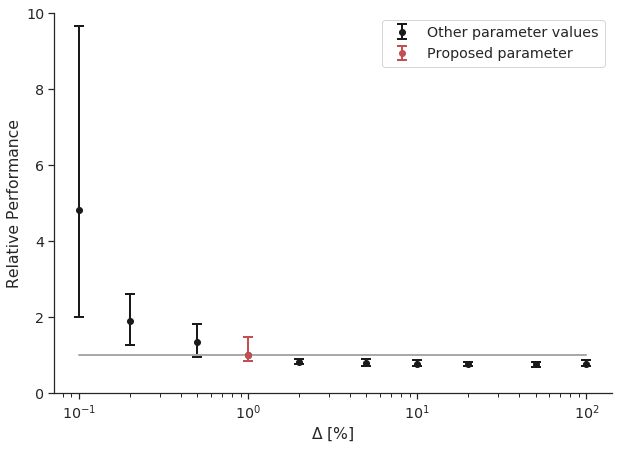 10
Other parameter values
Proposed parameter
8
6
4
2
0
Relative Performance
10⁻¹
10⁰
10¹
10²
Δ [%]